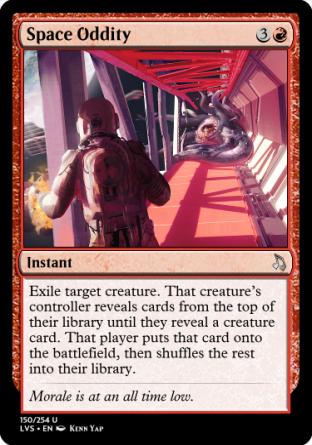 Space Oddity 3
Instant
Exile target creature. That creature's
controller reveals cards from the top of
their library until they reveal a creature
card. That player puts that card onto
the battlefield, then shuffles the rest
into their library.
Morale is at an all time low.
150/254 U
LVS • EN Kenn Yap